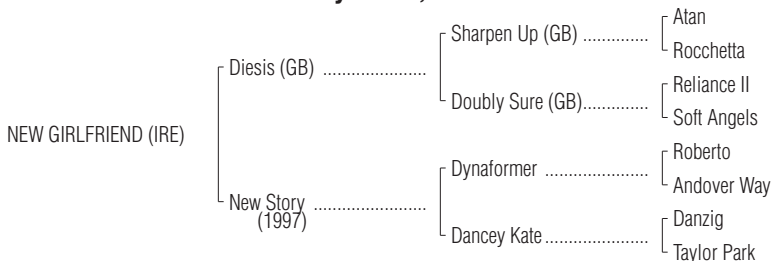 Atan
Sharpen Up (GB) ..............
Rocchetta
Diesis (GB) ......................
Reliance II
Doubly Sure (GB)..............
Soft Angels
NEW GIRLFRIEND (IRE)
Roberto
Dynaformer ......................
Andover Way
New Story ........................
(1997)
Danzig
Dancey Kate......................
Taylor Park